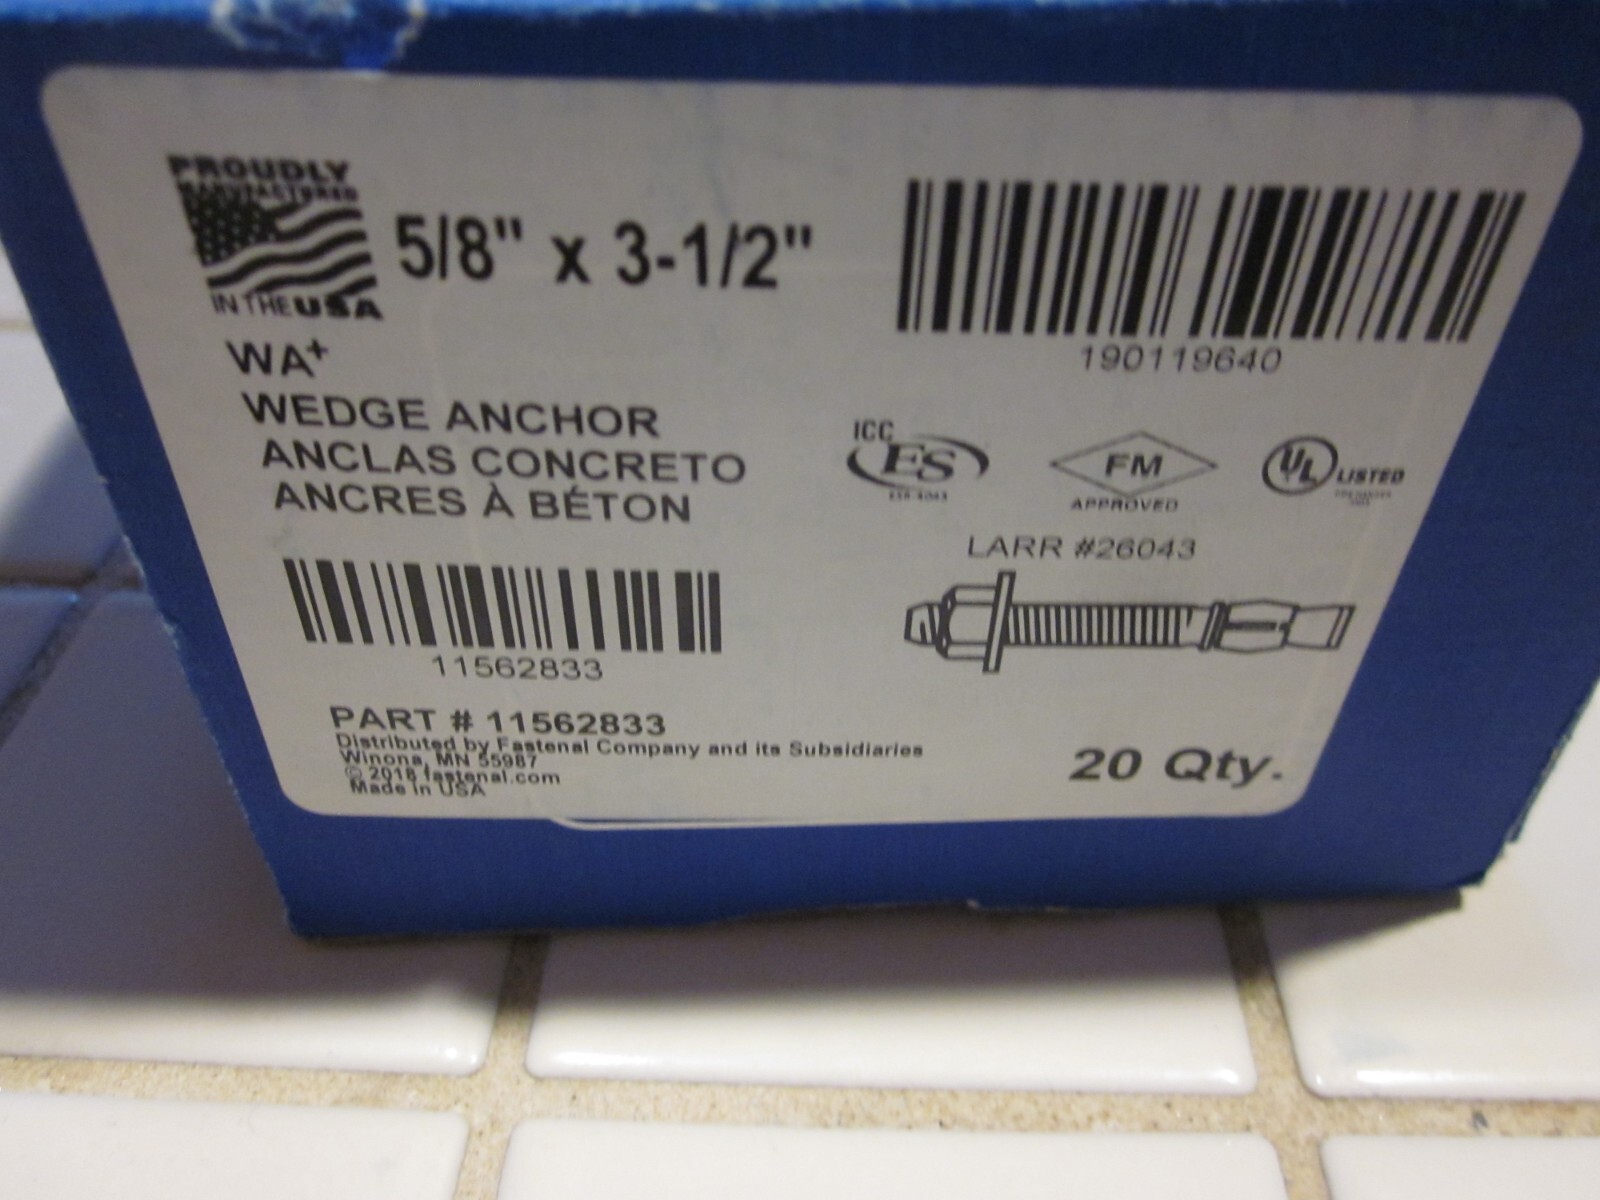 PROUDLY
MANUFACTURED
IN THE USA
5/8" x 3-1/2"
190119640
WA+
WEDGE ANCHOR
ANCLAS CONCRETO
ANCRES À BÉTON
ICC
ES
FM
APPROVED
UL LISTED
LARR #26043
11562833
PART # 11562833
Distributed by Fastenal Company and its Subsidiaries
Winona, MN 55987
© 2018 fastenal.com
Made in USA
20 Qty.